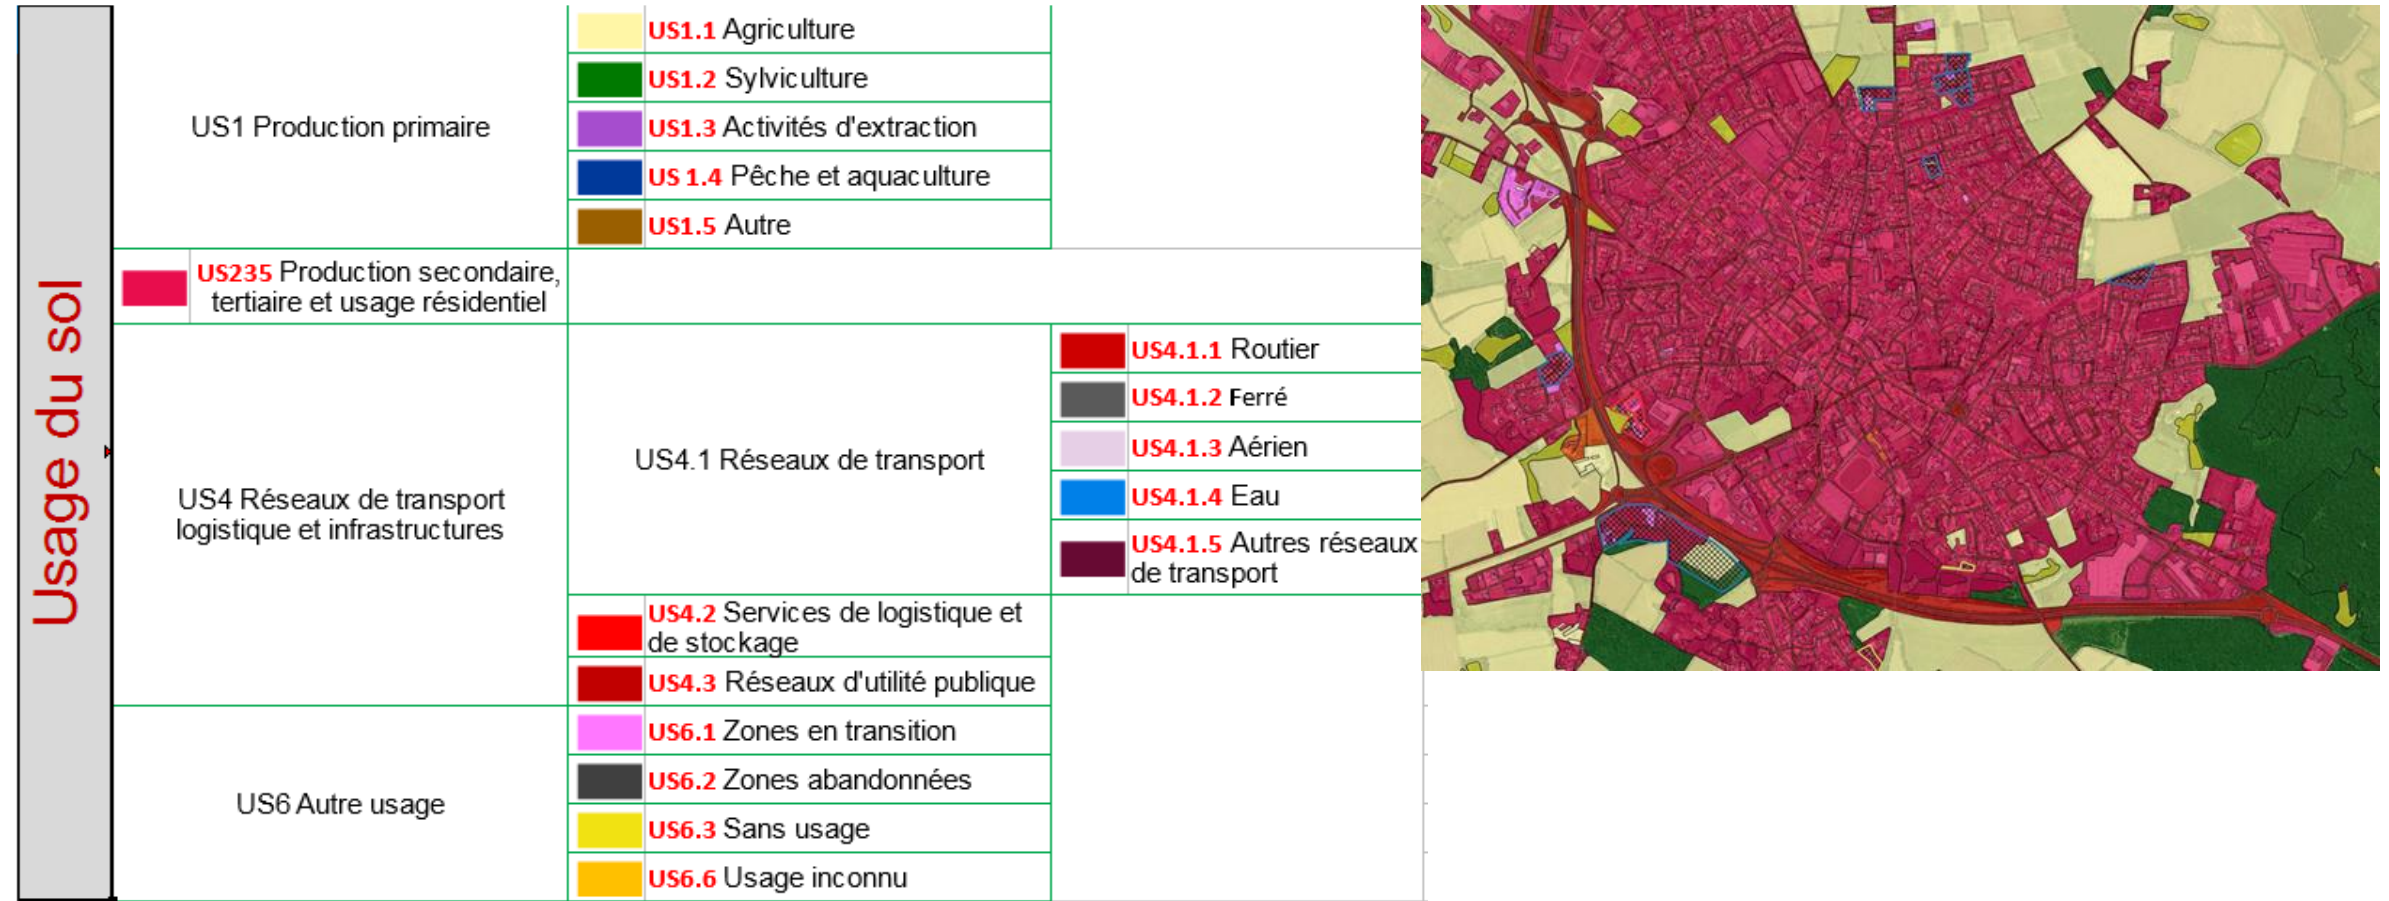 Usage du sol
US1 Production primaire
US1.1 Agriculture
US1.2 Sylviculture
US1.3 Activités d'extraction
US 1.4 Pêche et aquaculture
US1.5 Autre
US235 Production secondaire,
tertiaire et usage résidentiel
US4 Réseaux de transport
logistique et infrastructures
US4.1 Réseaux de transport
US4.1.1 Routier
US4.1.2 Ferré
US4.1.3 Aérien
US4.1.4 Eau
US4.1.5 Autres réseaux
de transport
US4.2 Services de logistique et
de stockage
US4.3 Réseaux d'utilité publique
US6 Autre usage
US6.1 Zones en transition
US6.2 Zones abandonnées
US6.3 Sans usage
US6.6 Usage inconnu